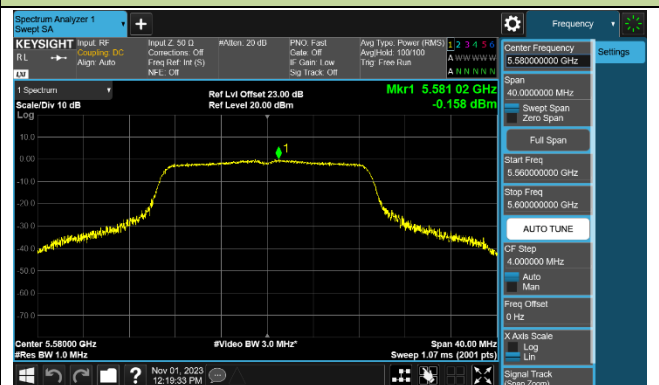 Spectrum Analyzer 1
Swept SA
+
Frequency
KEYSIGHT
RL
LXI
Input: RF
Coupling: DC
Align: Auto
Input Z: 50 Ω
Corrections: Off
Freq Ref: Int (S)
NFE: Off
#Atten: 20 dB
PNO: Fast
Gate: Off
IF Gain: Low
Sig Track: Off
Avg Type: Power (RMS)
Avg|Hold: 100/100
Trig: Free Run
1 2 3 4 5 6
A W W W W W
A N N N N N
1 Spectrum
Scale/Div 10 dB
Log
Ref Lvl Offset 23.00 dB
Ref Level 20.00 dBm
Mkr1 5.581 02 GHz
-0.158 dBm
1
10.0
0.00
-10.0
-20.0
-30.0
-40.0
-50.0
-60.0
-70.0
Center 5.58000 GHz
#Res BW 1.0 MHz
#Video BW 3.0 MHz*
Span 40.00 MHz
Sweep 1.07 ms (2001 pts)
Center Frequency
5.580000000 GHz
Settings
Span
40.0000000 MHz
Swept Span
Zero Span
Full Span
Start Freq
5.560000000 GHz
Stop Freq
5.600000000 GHz
AUTO TUNE
CF Step
4.000000 MHz
Auto
Man
Freq Offset
0 Hz
X Axis Scale
Log
Lin
Signal Track
(Span Zoom)
?
Nov 01, 2023
12:19:33 PM